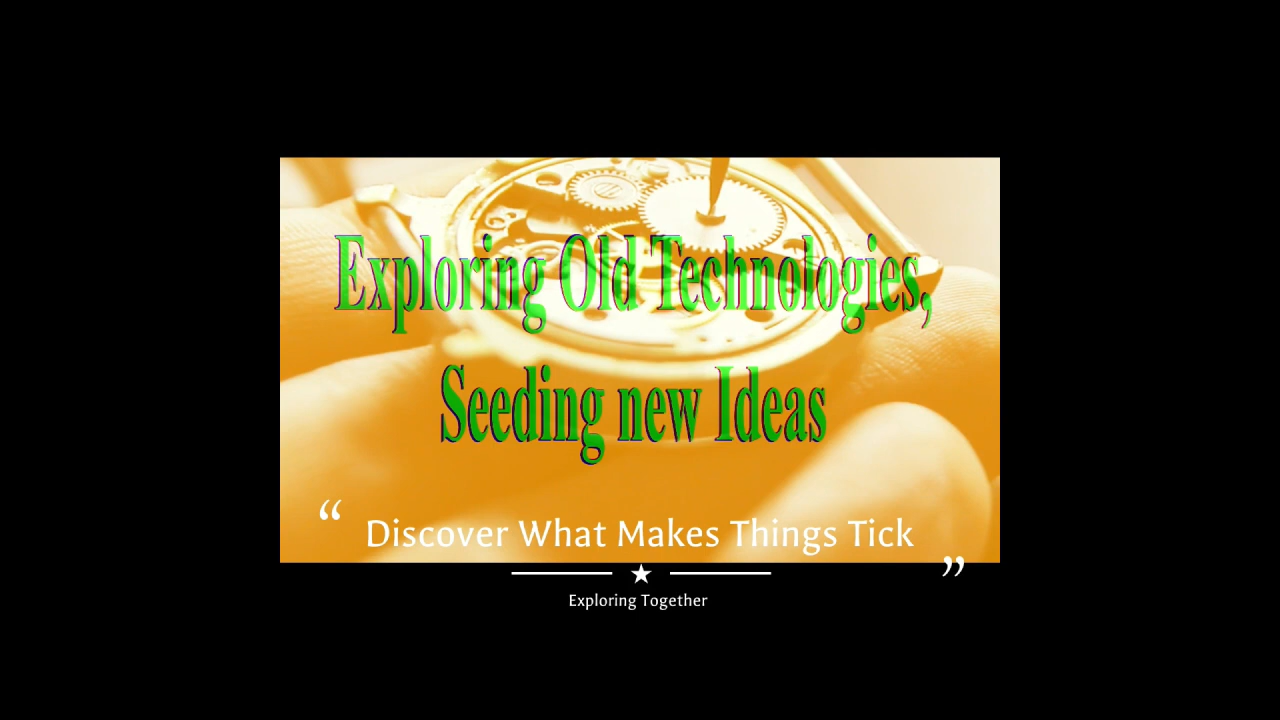 Exploring Old Technologies,
Seeding new Ideas
“ Discover What Makes Things Tick ”
Exploring Together